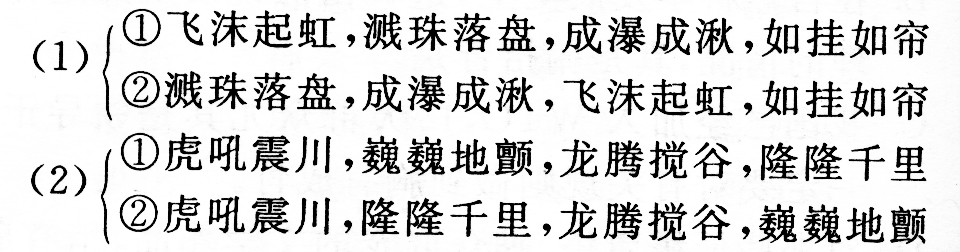 (1) ①飞沫起虹,溅珠落盘,成瀑成湫,如挂如帘
②溅珠落盘,成瀑成湫,飞沫起虹,如挂如帘
(2) ①虎吼震川,巍巍地颤,龙腾搅谷,隆隆千里
②虎吼震川,隆隆千里,龙腾搅谷,巍巍地颤